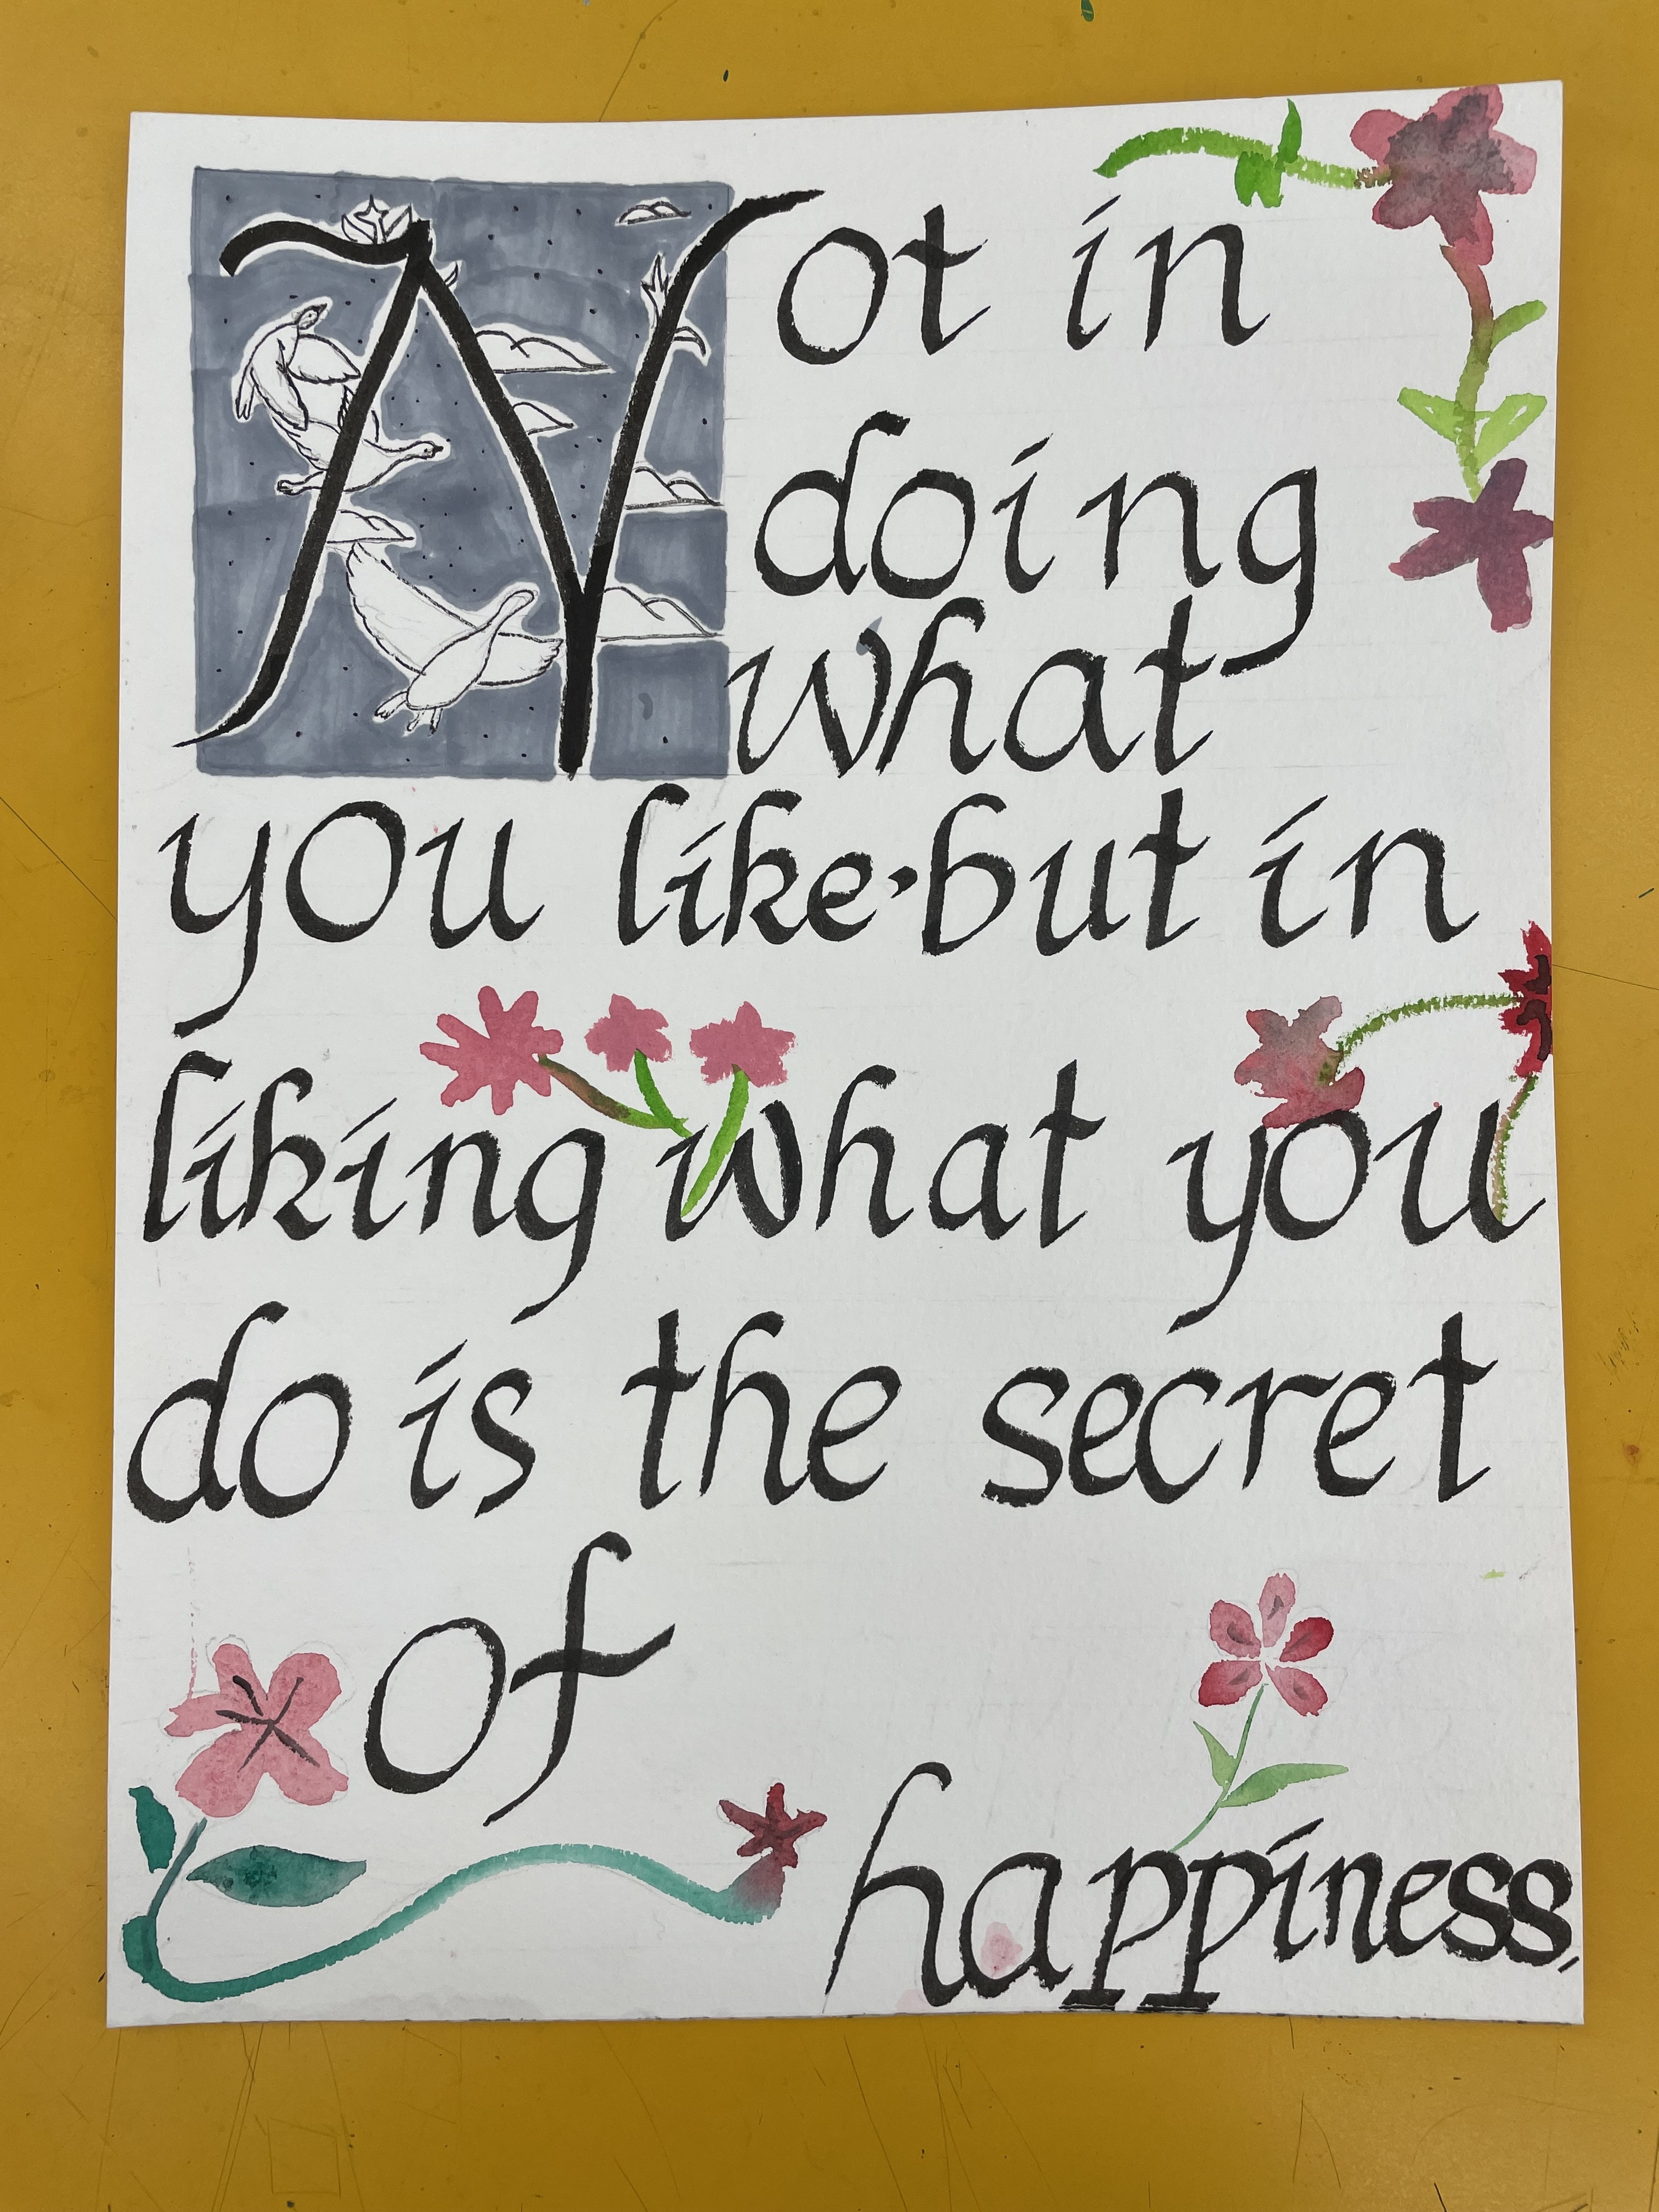 Not in
doing
what
you like·but in
liking what you
do is the secret
of
happiness.